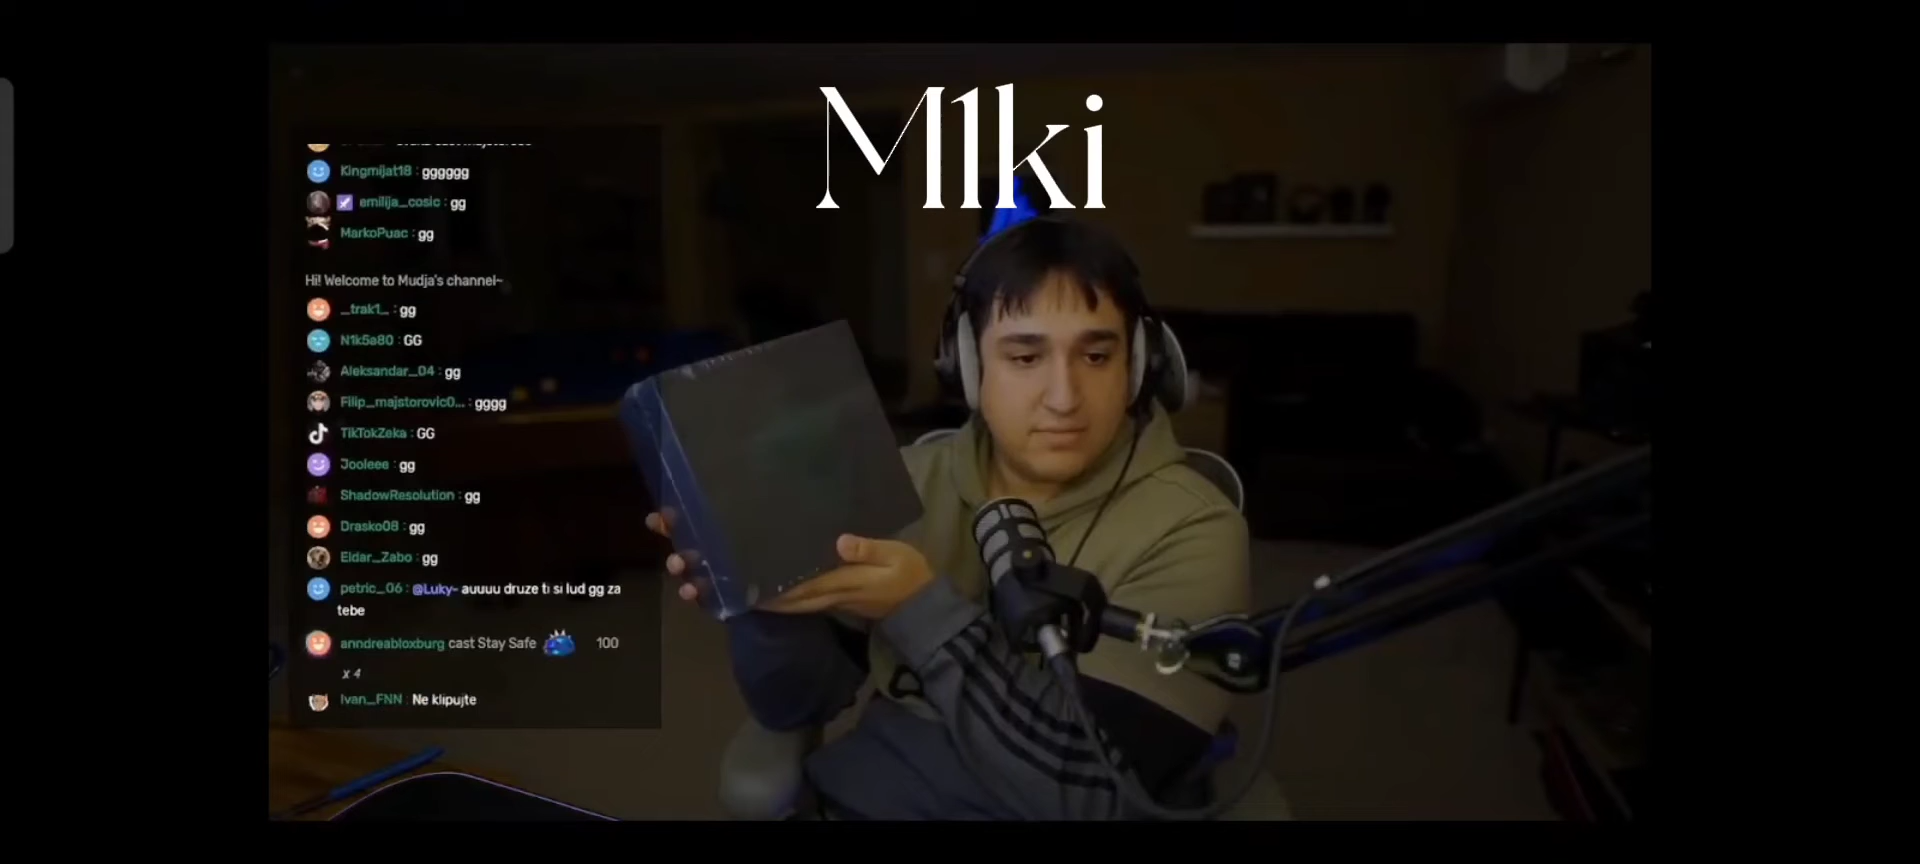 M1ki
Kingmijat18 : gggggg
emilija_cosic : gg
MarkoPuac : gg
Hi! Welcome to Mudja's channel~
_trak1_ : gg
N1k5a80 : GG
Aleksandar_04 : gg
Filip_majstorovic0... : gggg
TikTokZeka : GG
Jooleee : gg
ShadowResolution : gg
Drasko08 : gg
Eldar_Zabo : gg
petric_06 : @Luky- auuuu druze ti si lud gg za
tebe
anndreabloxburg cast Stay Safe 100
x 4
Ivan_FNN : Ne klipujte